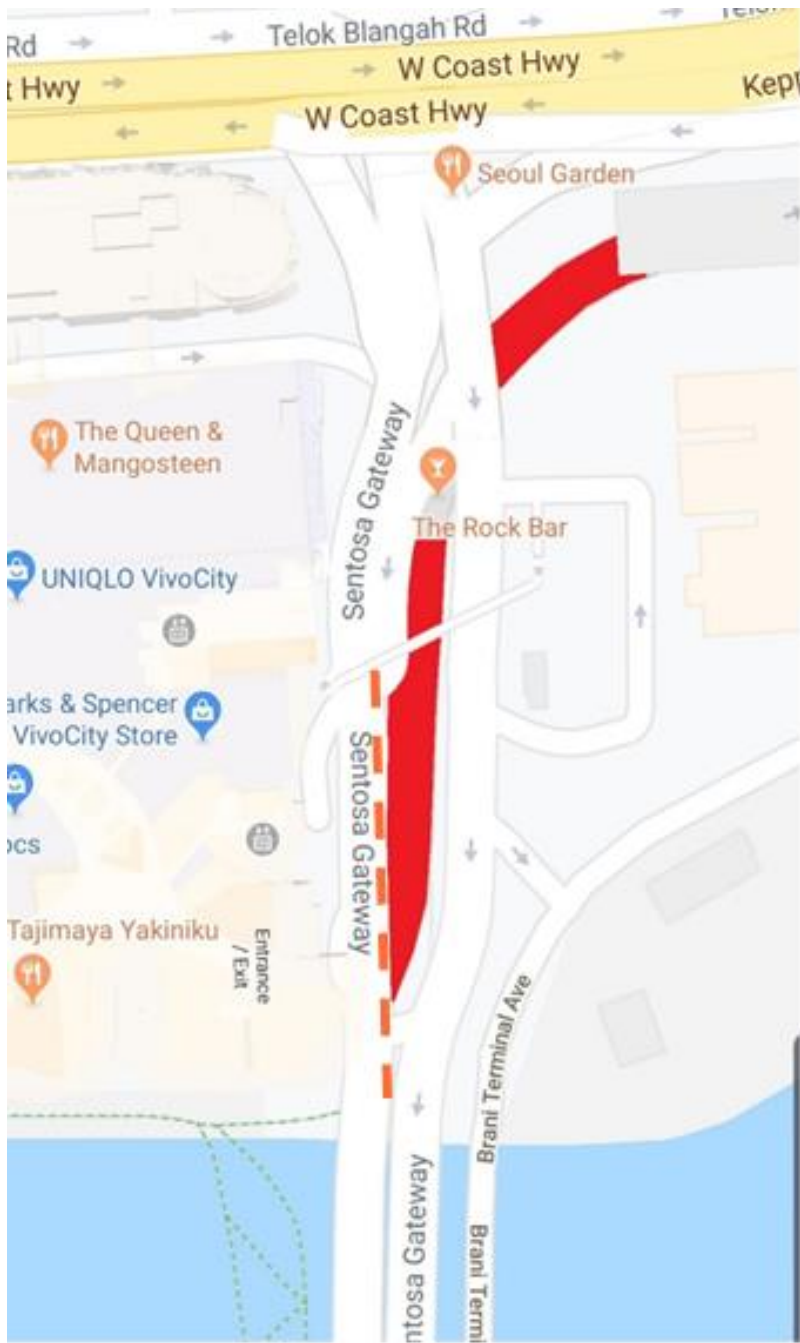 Telok Blangah Rd
Rd
W Coast Hwy
t Hwy
Kepp
W Coast Hwy
Seoul Garden
Sentosa Gateway
The Queen &
Mangosteen
The Rock Bar
UNIQLO VivoCity
arks & Spencer
VivoCity Store
Sentosa Gateway
ocs
Tajimaya Yakiniku
Entrance
/ Exit
Brani Terminal Ave
ntosa Gateway
Brani Termi